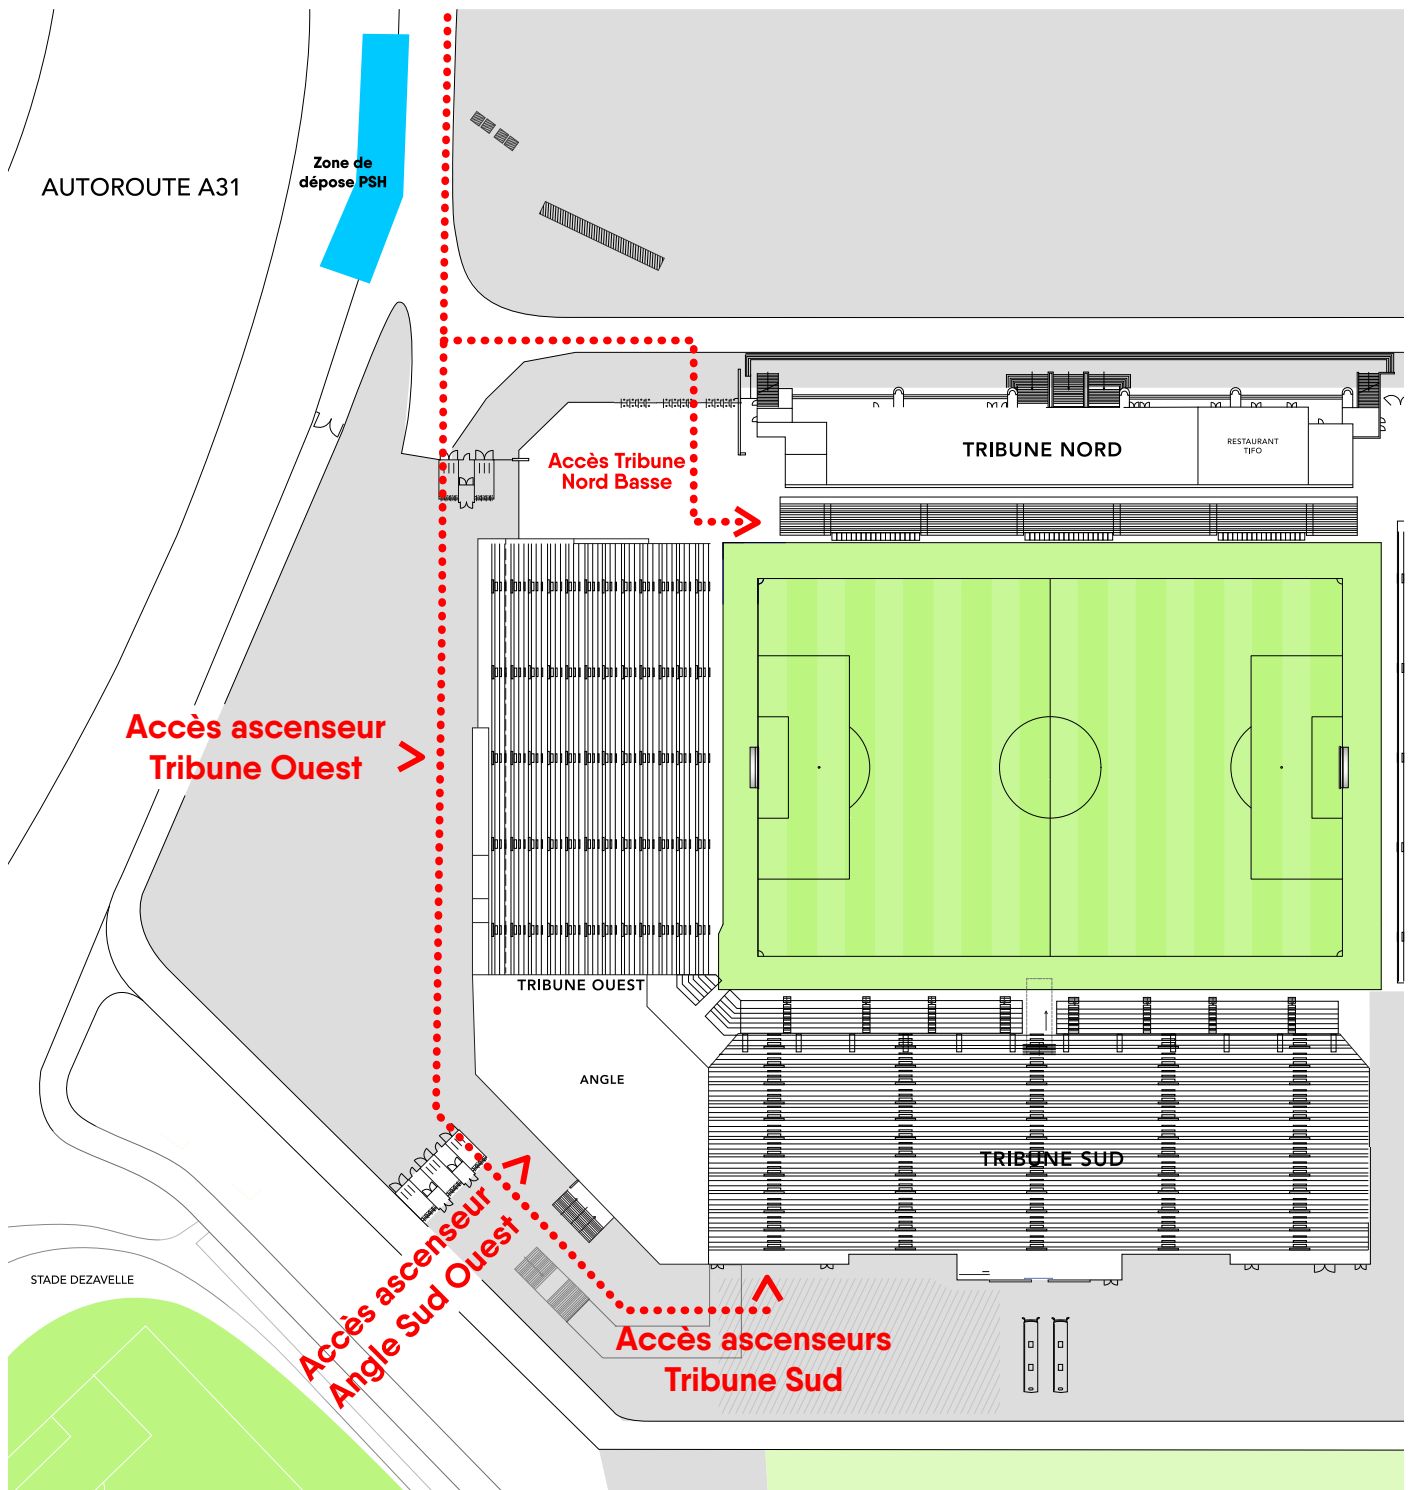 Zone de
dépose PSH
AUTOROUTE A31
TRIBUNE NORD
RESTAURANT
TIFO
Accès Tribune
Nord Basse
Accès ascenseur
Tribune Ouest
TRIBUNE OUEST
ANGLE
TRIBUNE SUD
Accès ascenseur
Angle Sud Ouest
STADE DEZAVELLE
Accès ascenseurs
Tribune Sud